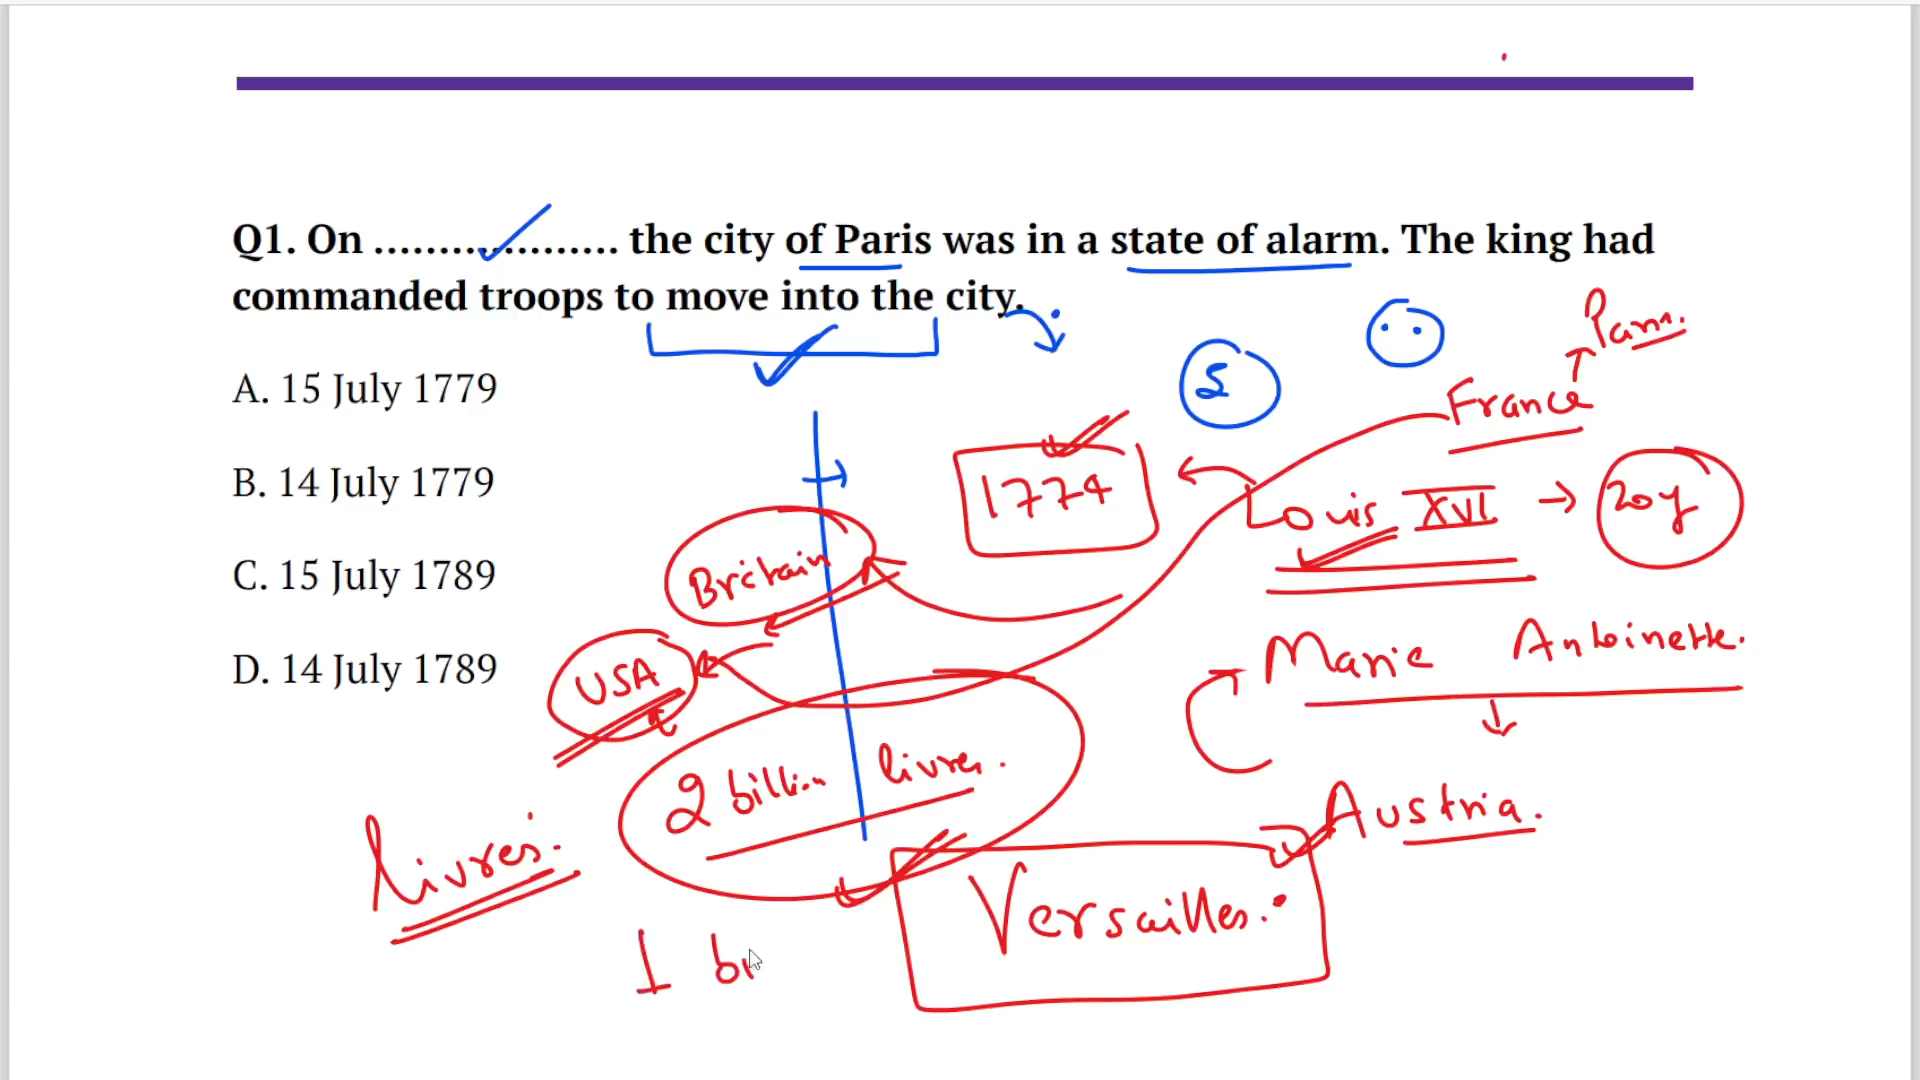 Q1. On .................. the city of Paris was in a state of alarm. The king had
commanded troops to move into the city.
A. 15 July 1779
B. 14 July 1779
C. 15 July 1789
D. 14 July 1789
France
1774
Louis XVI → 20y
Britain
USA
Marie Antoinette.
2 billion livres.
Austria.
Livres.
Versailles.
1 bi